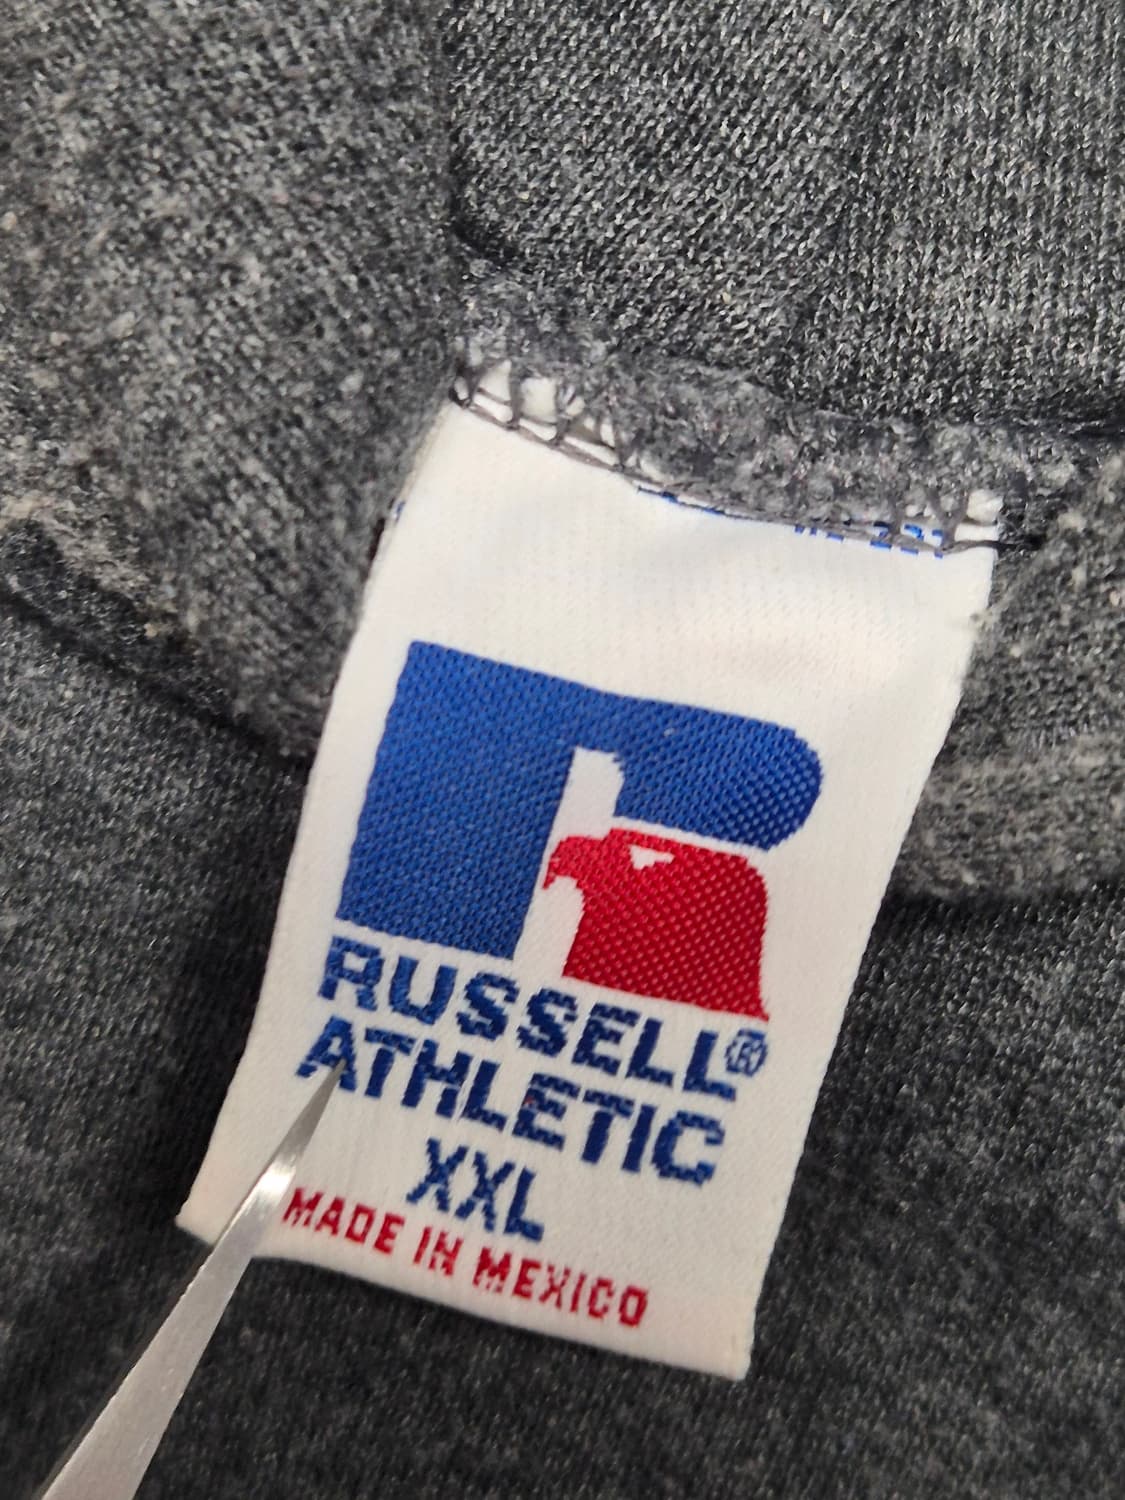 RUSSELL®
ATHLETIC
XXL
MADE IN MEXICO